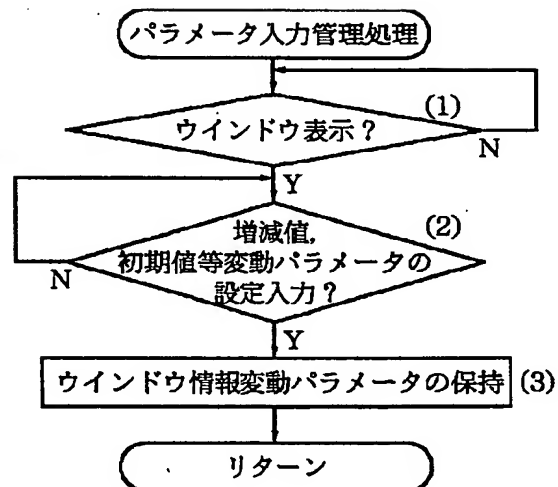 パラメータ入力管理処理
(1)
ウインドウ表示？
N
Y
(2)
増減値，
初期値等変動パラメータの
設定入力？
N
Y
ウインドウ情報変動パラメータの保持 (3)
リターン